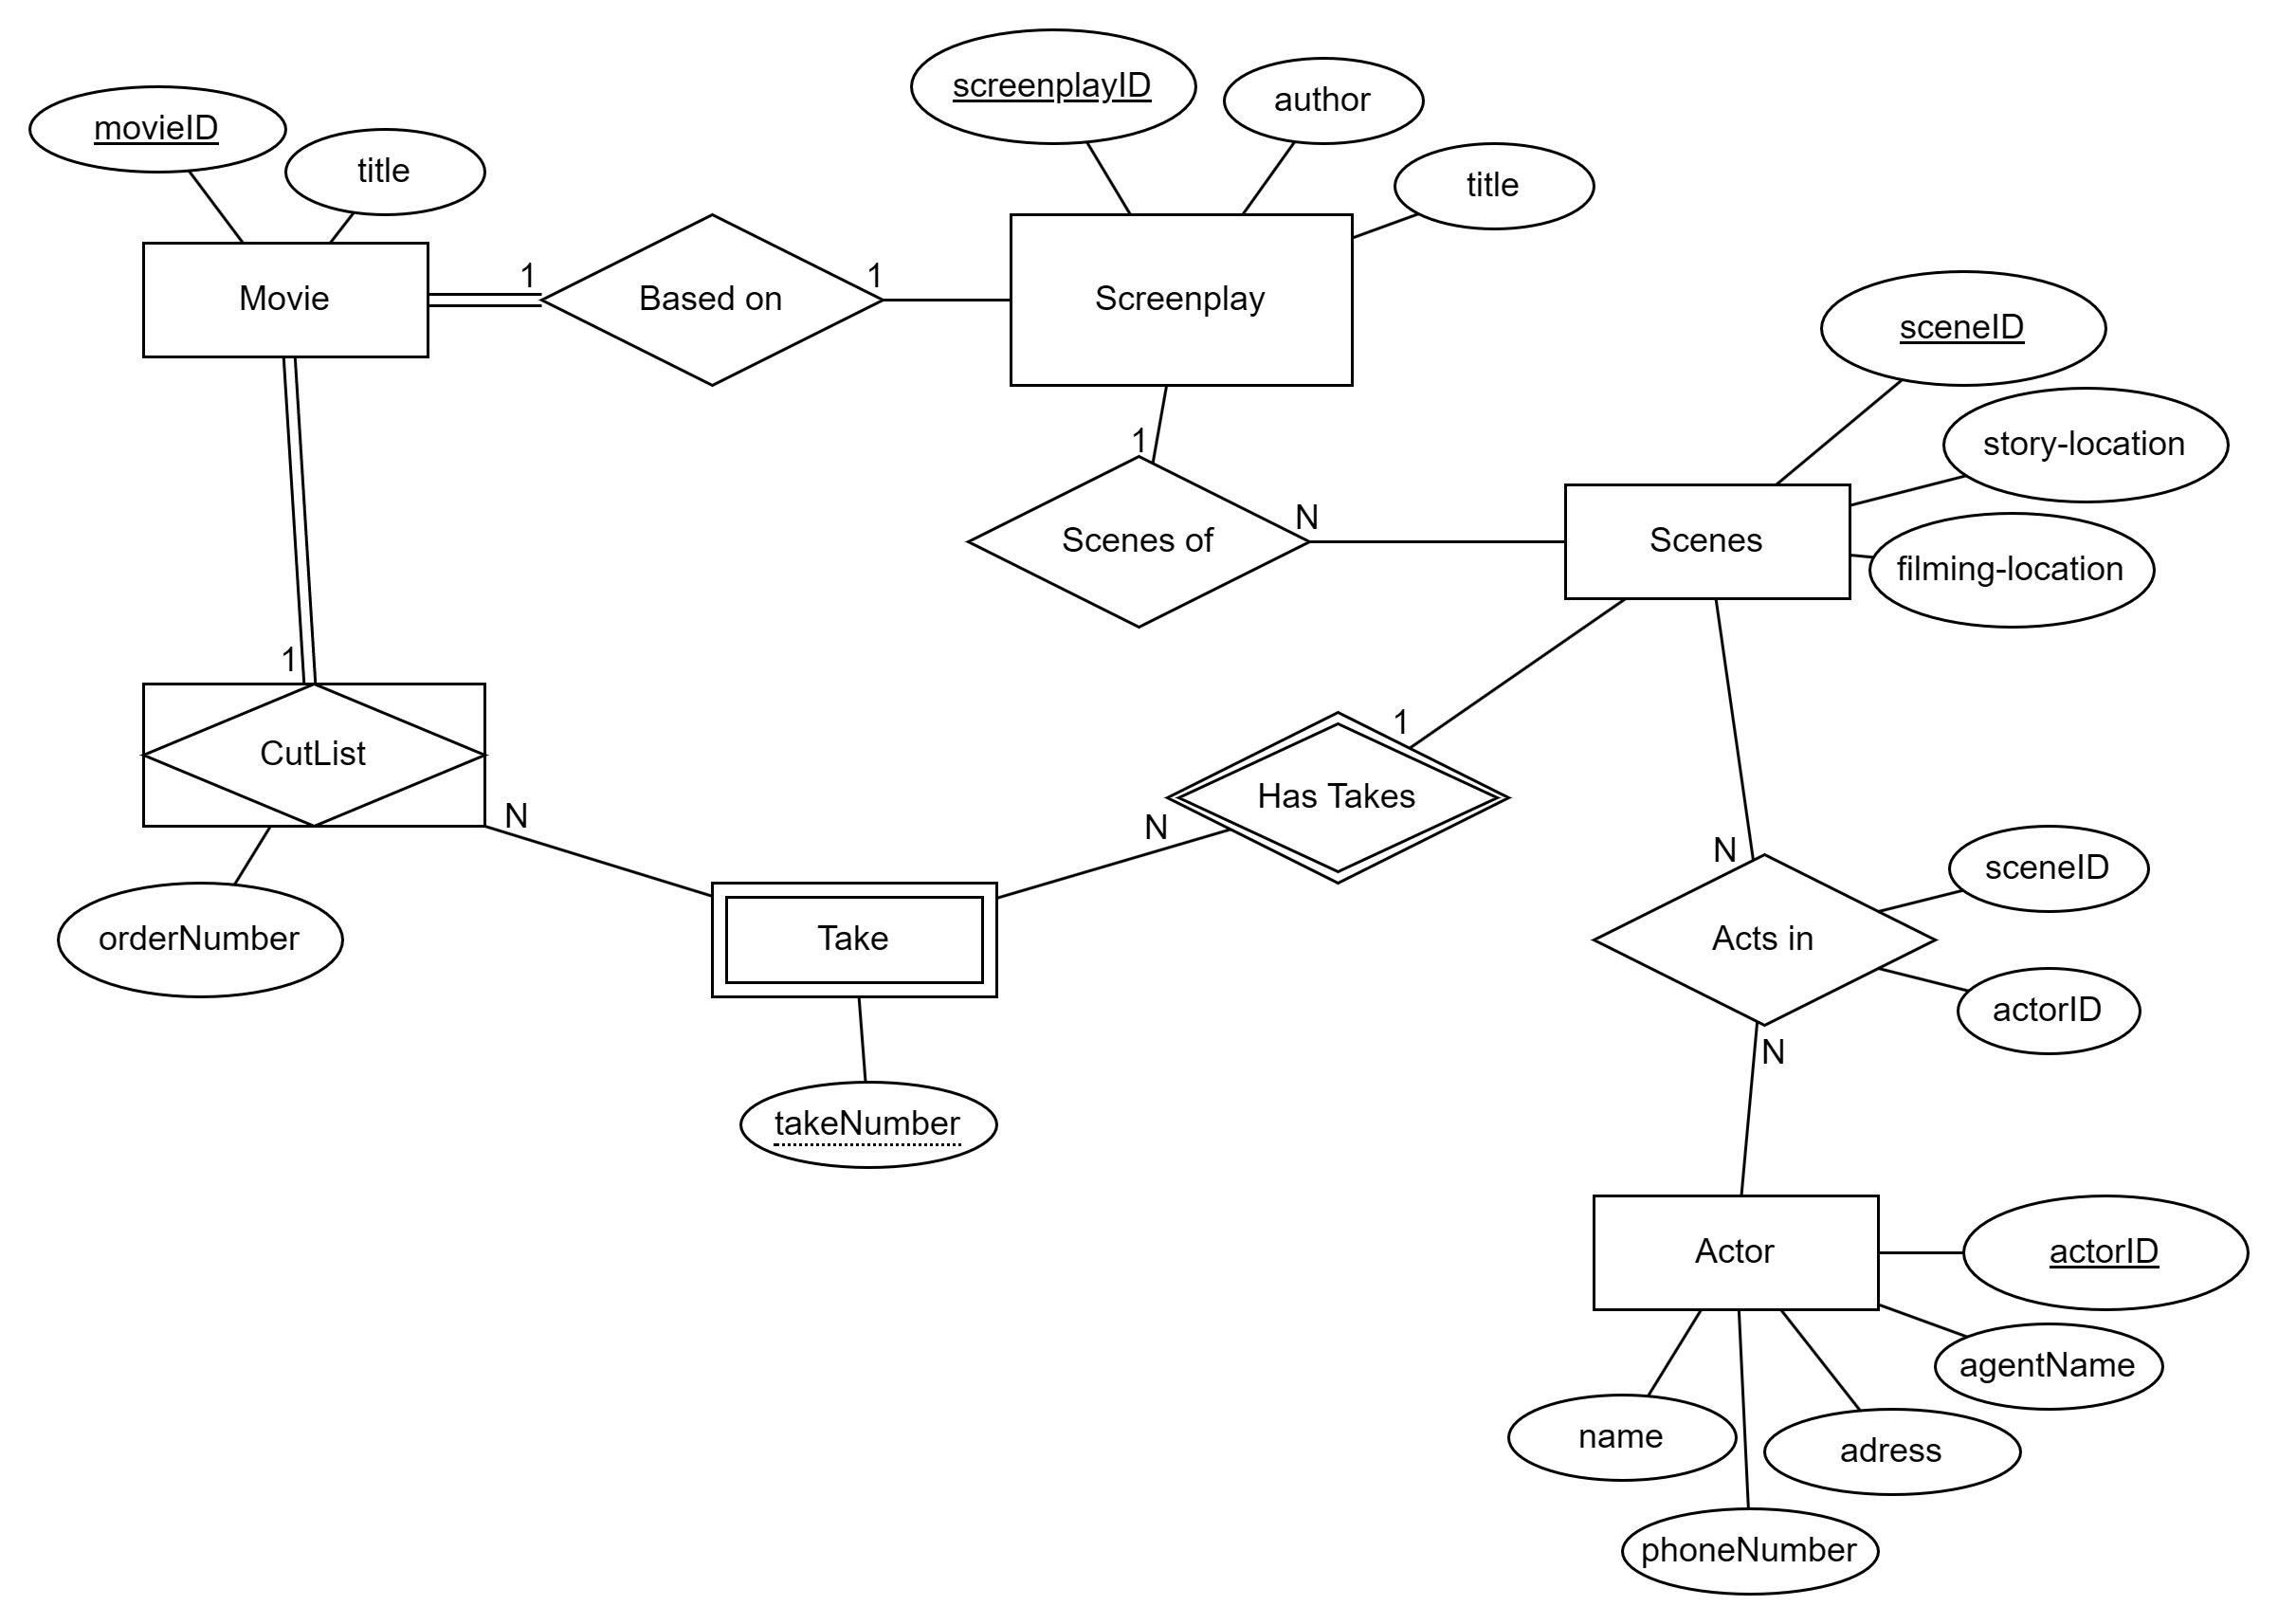 screenplayID
author
movieID
title
title
1
1
Movie
Based on
Screenplay
sceneID
story-location
1
N
Scenes of
Scenes
filming-location
1
1
CutList
Has Takes
N
N
N
sceneID
orderNumber
Take
Acts in
actorID
N
takeNumber
Actor
actorID
agentName
name
adress
phoneNumber